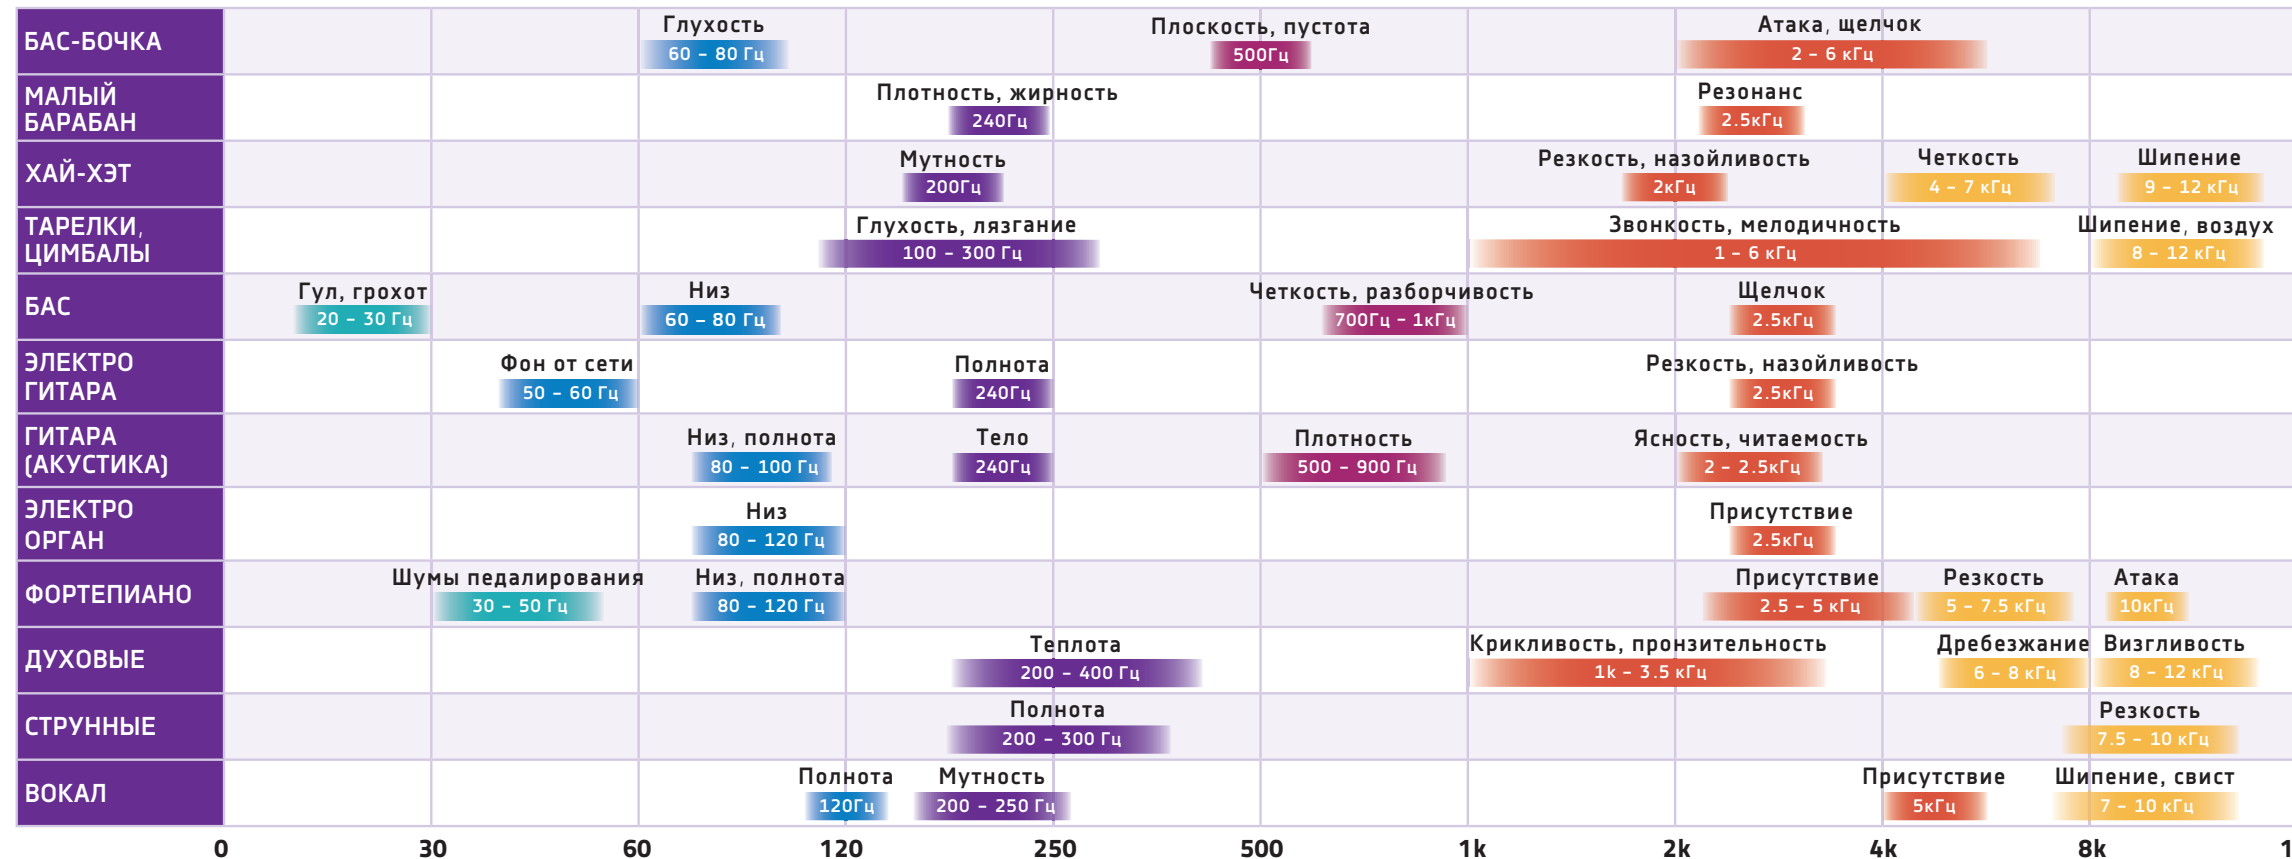 БАС-БОЧКА
Глухость
60 – 80 Гц
Плоскость, пустота
500Гц
Атака, щелчок
2 – 6 кГц
МАЛЫЙ
БАРАБАН
Плотность, жирность
240Гц
Резонанс
2.5кГц
ХАЙ-ХЭТ
Мутность
200Гц
Резкость, назойливость
2кГц
Четкость
4 – 7 кГц
Шипение
9 – 12 кГц
ТАРЕЛКИ,
ЦИМБАЛЫ
Глухость, лязгание
100 – 300 Гц
Звонкость, мелодичность
1 – 6 кГц
Шипение, воздух
8 – 12 кГц
БАС
Гул, грохот
20 – 30 Гц
Низ
60 – 80 Гц
Четкость, разборчивость
700Гц – 1кГц
Щелчок
2.5кГц
ЭЛЕКТРО
ГИТАРА
Фон от сети
50 – 60 Гц
Полнота
240Гц
Резкость, назойливость
2.5кГц
ГИТАРА
(АКУСТИКА)
Низ, полнота
80 – 100 Гц
Тело
240Гц
Плотность
500 – 900 Гц
Ясность, читаемость
2 – 2.5кГц
ЭЛЕКТРО
ОРГАН
Низ
80 – 120 Гц
Присутствие
2.5кГц
ФОРТЕПИАНО
Шумы педалирования
30 – 50 Гц
Низ, полнота
80 – 120 Гц
Присутствие
2.5 – 5 кГц
Резкость
5 – 7.5 кГц
Атака
10кГц
ДУХОВЫЕ
Теплота
200 – 400 Гц
Крикливость, пронзительность
1k – 3.5 кГц
Дребезжание
6 – 8 кГц
Визгливость
8 – 12 кГц
СТРУННЫЕ
Полнота
200 – 300 Гц
Резкость
7.5 – 10 кГц
ВОКАЛ
Полнота
120Гц
Мутность
200 – 250 Гц
Присутствие
5кГц
Шипение, свист
7 – 10 кГц
0 30 60 120 250 500 1k 2k 4k 8k